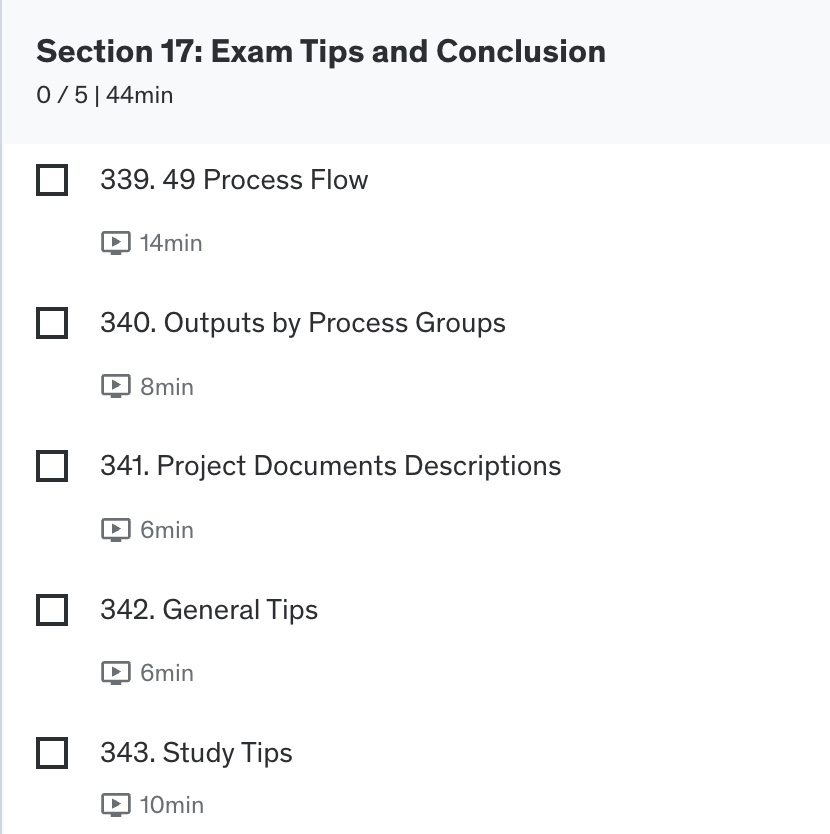 Section 17: Exam Tips and Conclusion
0 / 5 | 44min
339. 49 Process Flow
14min
340. Outputs by Process Groups
8min
341. Project Documents Descriptions
6min
342. General Tips
6min
343. Study Tips
10min